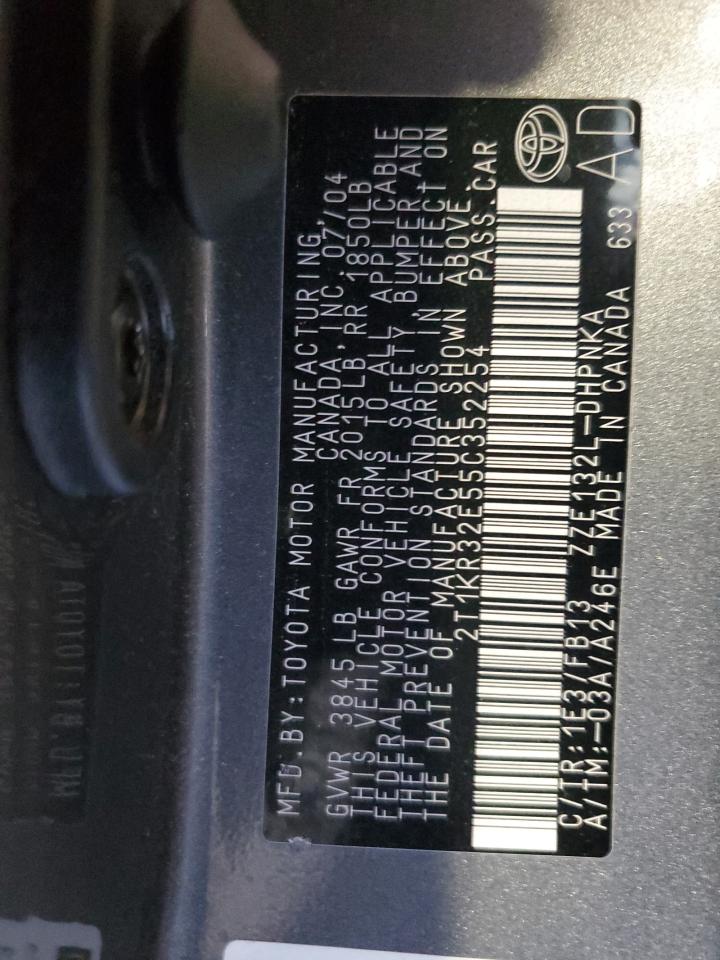 MFD.BY:TOYOTA MOTOR MANUFACTURING,
CANADA, INC. 07/04
GVWR 3845 LB GAWR FR 2015LB RR 1850LB
THIS VEHICLE CONFORMS TO ALL APPLICABLE
FEDERAL MOTOR VEHICLE SAFETY, BUMPER, AND
THEFT PREVENTION STANDARDS IN EFFECT ON
THE DATE OF MANUFACTURE SHOWN ABOVE.
2T1KR32E55C352254 PASS.CAR
C/TR:1E3/FB13 ZZE132L-DHPNKA
A/TM:-03A/A246E MADE IN CANADA 633 AD